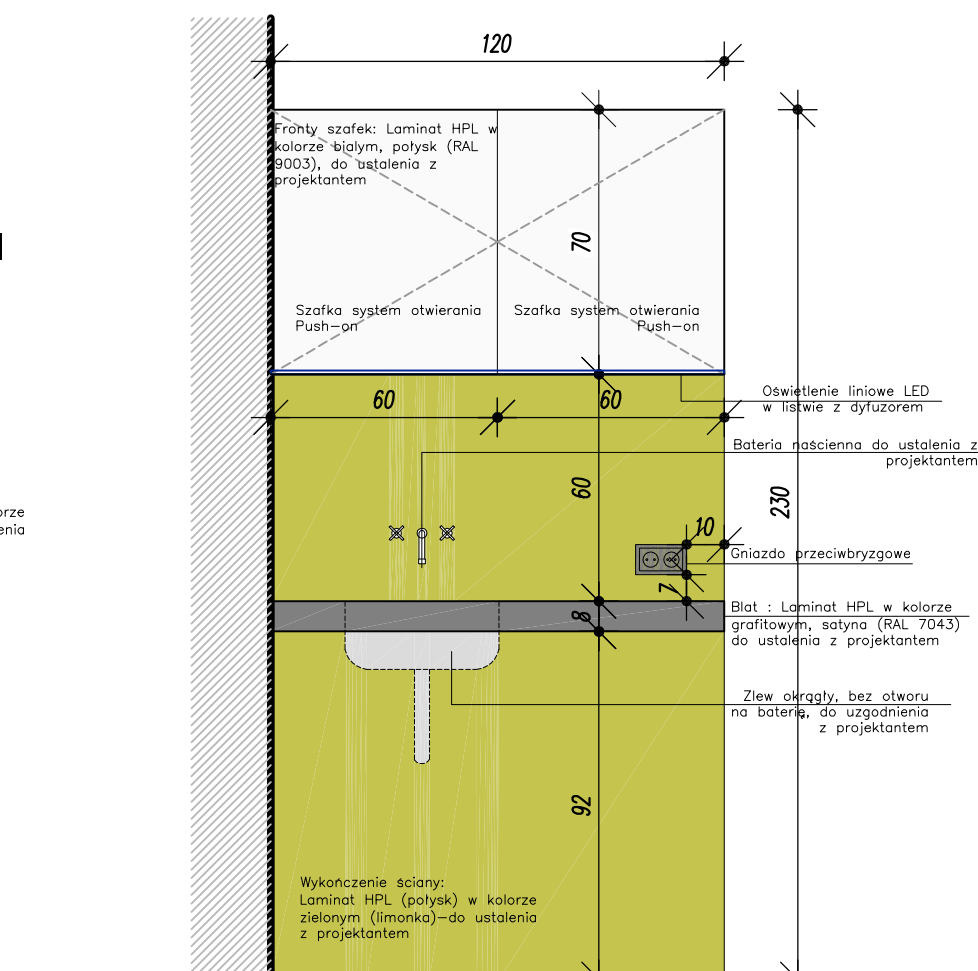 120
Fronty szafek: Laminat HPL w
kolorze bialym, połysk (RAL
9003), do ustalenia z
projektantem
70
Szafka system otwierania
Push-on
Szafka system otwierania
Push-on
60
60
Oświetlenie liniowe LED
w listwie z dyfuzorem
Bateria naścienna do ustalenia z
projektantem
60
230
orze
enia
10
Gniazdo przeciwbryzgowe
7
8
Blat : Laminat HPL w kolorze
grafitowym, satyna (RAL 7043)
do ustalenia z projektantem
Zlew okrągły, bez otworu
na baterię, do uzgodnienia
z projektantem
92
Wykończenie ściany:
Laminat HPL (połysk) w kolorze
zielonym (limonka)-do ustalenia
z projektantem